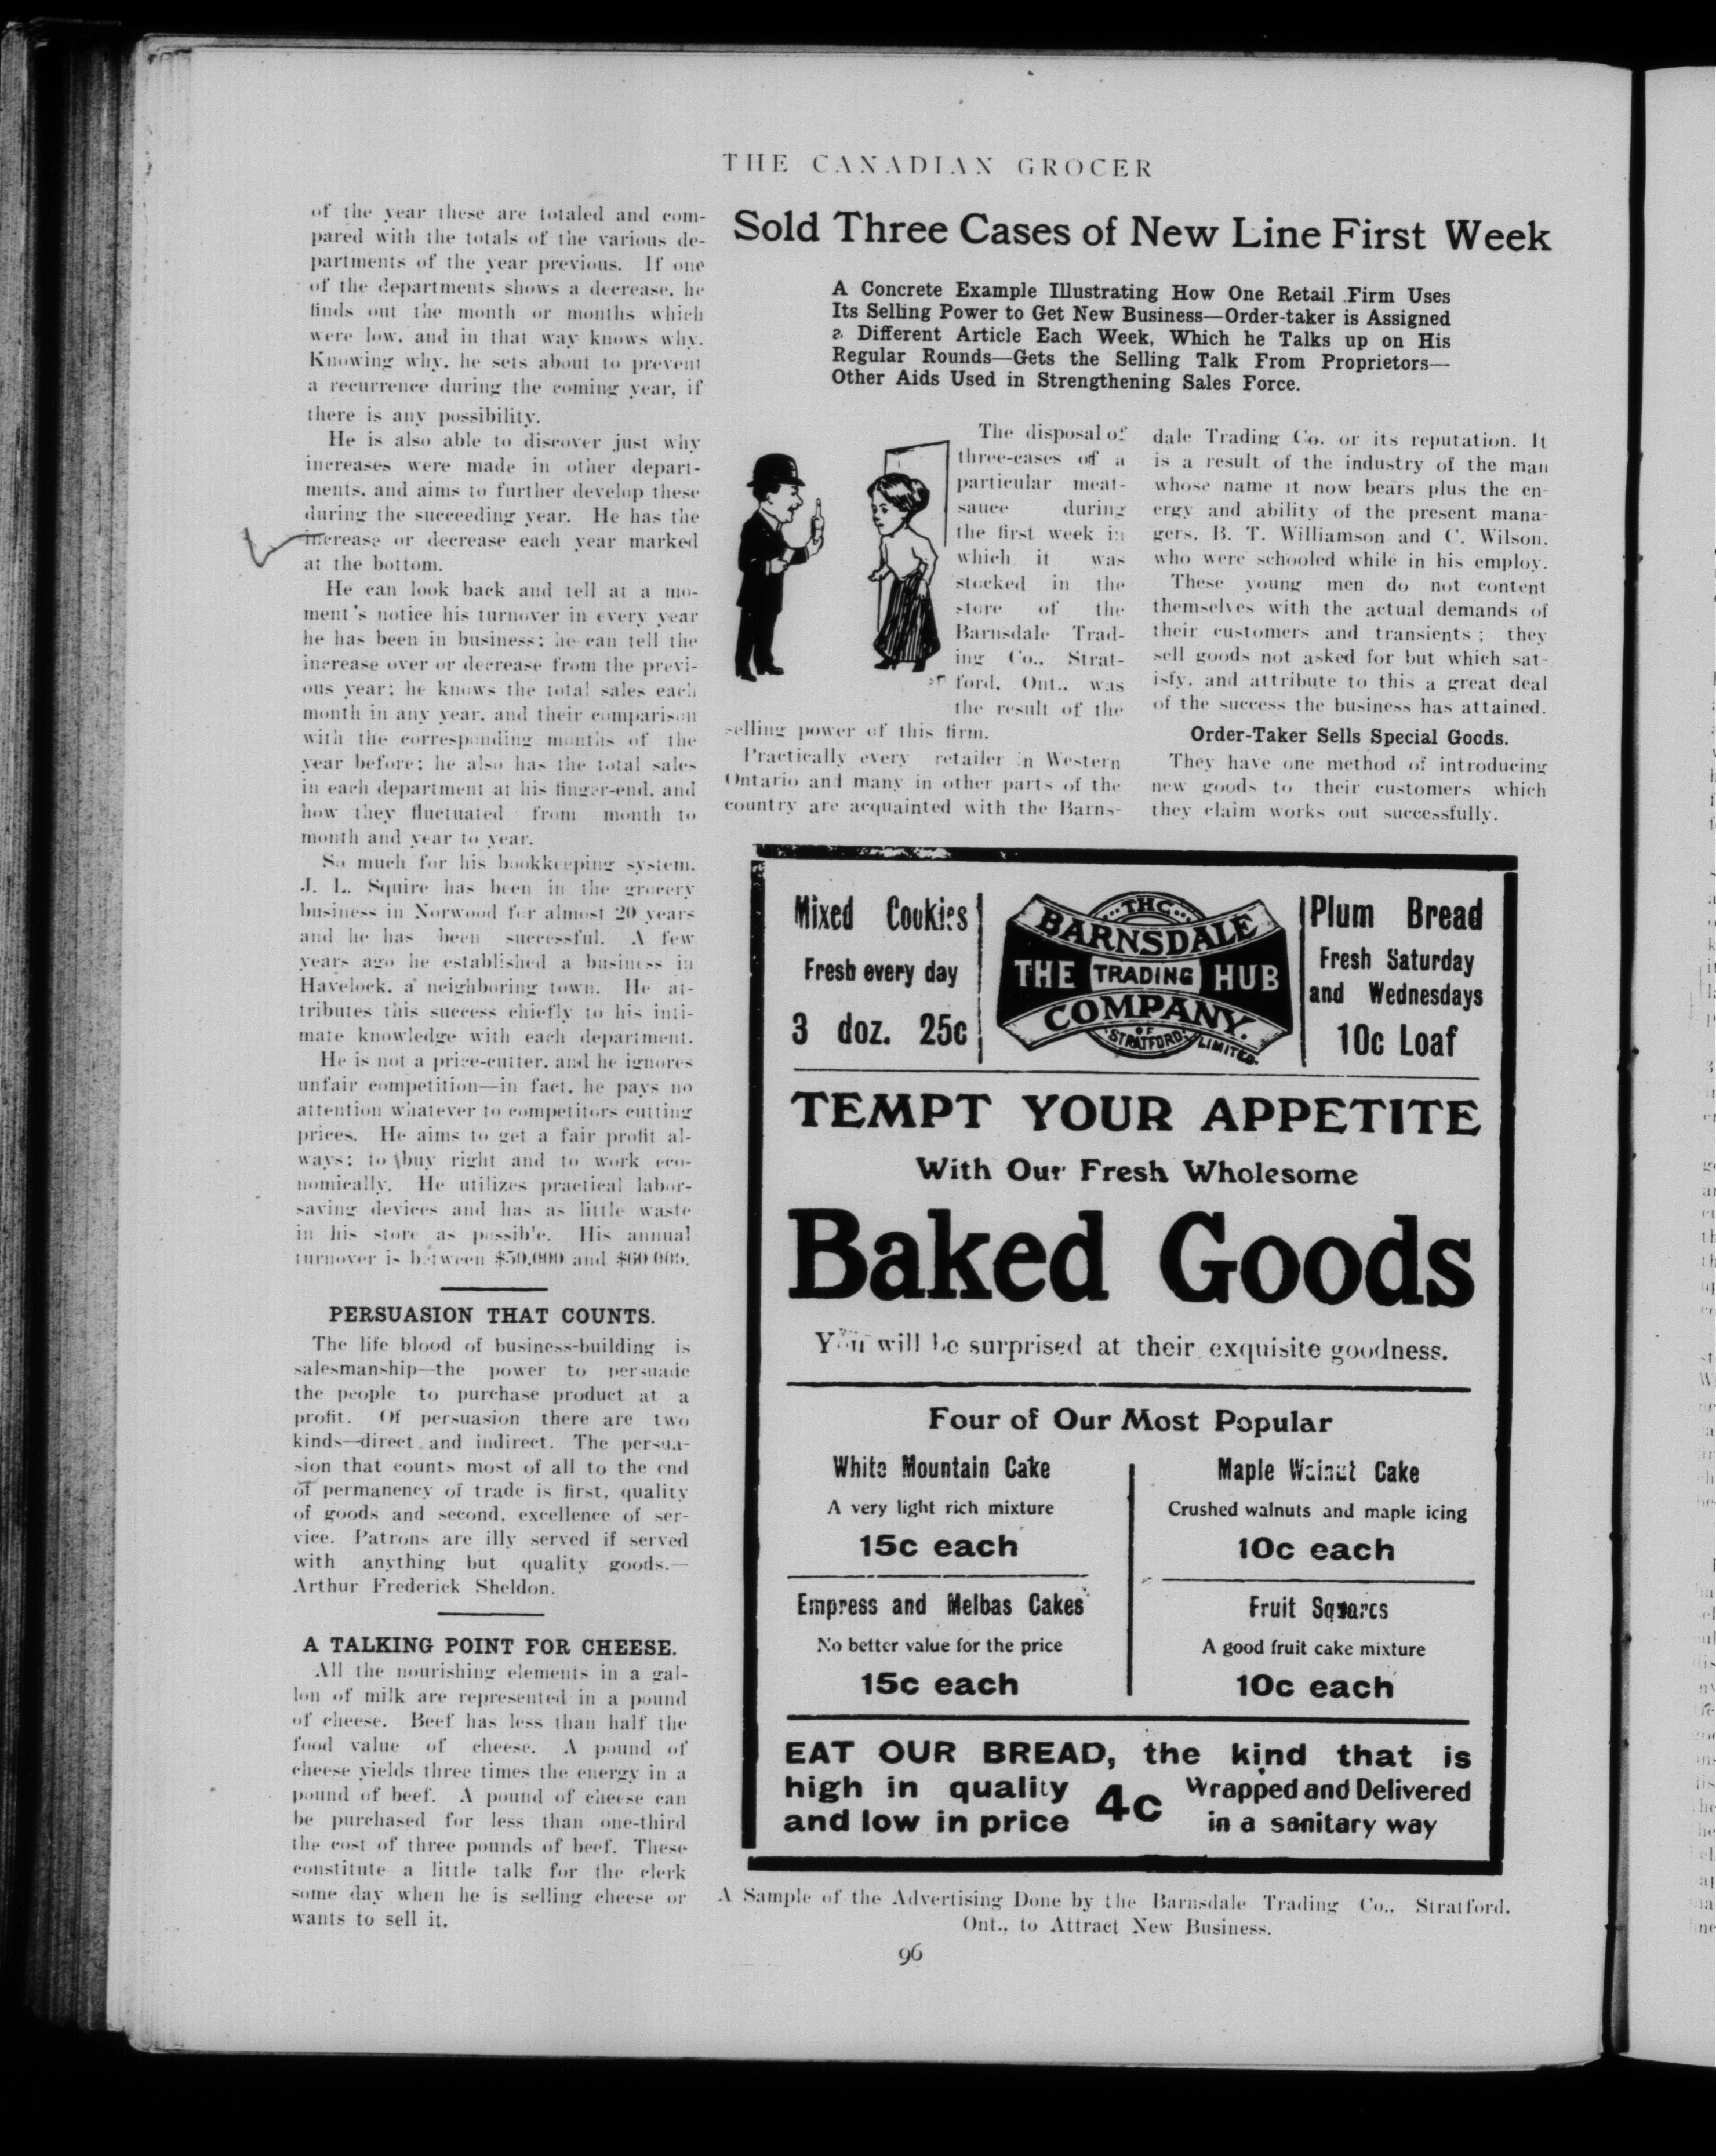 THE CANADIAN GROCER
of the year these are totaled and com-
pared with the totals of the various de-
partments of the year previous. If one
of the departments shows a decrease, he
finds out the month or months which
were low, and in that way knows why.
Knowing why, he sets about to prevent
a recurrence during the coming year, if
there is any possibility.
He is also able to discover just why
increases were made in other depart-
ments, and aims to further develop these
during the succeeding year. He has the
increase or decrease each year marked
at the bottom.
He can look back and tell at a mo-
ment's notice his turnover in every year
he has been in business; he can tell the
increase over or decrease from the previ-
ous year; he knows the total sales each
month in any year, and their comparison
with the corresponding months of the
year before; he also has the total sales
in each department at his finger-end, and
how they fluctuated from month to
month and year to year.
So much for his bookkeeping system.
J. L. Squire has been in the grocery
business in Norwood for almost 20 years
and he has been successful. A few
years ago he established a business in
Havelock, a neighboring town. He at-
tributes this success chiefly to his inti-
mate knowledge with each department.
He is not a price-cutter, and he ignores
unfair competition—in fact, he pays no
attention whatever to competitors cutting
prices. He aims to get a fair profit al-
ways; to buy right and to work eco-
nomically. He utilizes practical labor-
saving devices and has as little waste
in his store as possible. His annual
turnover is between $50,000 and $60,000.
PERSUASION THAT COUNTS.
The life blood of business-building is
salesmanship—the power to persuade
the people to purchase product at a
profit. Of persuasion there are two
kinds—direct and indirect. The persua-
sion that counts most of all to the end
of permanency of trade is first, quality
of goods and second, excellence of ser-
vice. Patrons are illy served if served
with anything but quality goods.—
Arthur Frederick Sheldon.
A TALKING POINT FOR CHEESE.
All the nourishing elements in a gal-
lon of milk are represented in a pound
of cheese. Beef has less than half the
food value of cheese. A pound of
cheese yields three times the energy in a
pound of beef. A pound of cheese can
be purchased for less than one-third
the cost of three pounds of beef. These
constitute a little talk for the clerk
some day when he is selling cheese or
wants to sell it.
Sold Three Cases of New Line First Week
A Concrete Example Illustrating How One Retail Firm Uses
Its Selling Power to Get New Business—Order-taker is Assigned
a Different Article Each Week, Which he Talks up on His
Regular Rounds—Gets the Selling Talk From Proprietors—
Other Aids Used in Strengthening Sales Force.
The disposal of
three-cases of a
particular meat-
sauce during
the first week in
which it was
stocked in the
store of the
Barnsdale Trad-
ing Co., Strat-
ford, Ont., was
the result of the
selling power of this firm.
Practically every retailer in Western
Ontario and many in other parts of the
country are acquainted with the Barns-
dale Trading Co. or its reputation. It
is a result of the industry of the man
whose name it now bears plus the en-
ergy and ability of the present mana-
gers, B. T. Williamson and C. Wilson,
who were schooled while in his employ.
These young men do not content
themselves with the actual demands of
their customers and transients; they
sell goods not asked for but which sat-
isfy, and attribute to this a great deal
of the success the business has attained.
Order-Taker Sells Special Goods.
They have one method of introducing
new goods to their customers which
they claim works out successfully.
Mixed Cookies
Fresh every day
3 doz. 25c
THE
BARNSDALE
THE TRADING HUB
COMPANY.
OF
STRATFORD, LIMITED.
Plum Bread
Fresh Saturday
and Wednesdays
10c Loaf
TEMPT YOUR APPETITE
With Our Fresh Wholesome
Baked Goods
You will be surprised at their exquisite goodness.
Four of Our Most Popular
White Mountain Cake
A very light rich mixture
15c each
Maple Walnut Cake
Crushed walnuts and maple icing
10c each
Empress and Melbas Cakes
No better value for the price
15c each
Fruit Squares
A good fruit cake mixture
10c each
EAT OUR BREAD, the kind that is
high in quality
and low in price
4c
Wrapped and Delivered
in a sanitary way
A Sample of the Advertising Done by the Barnsdale Trading Co., Stratford,
Ont., to Attract New Business.
96